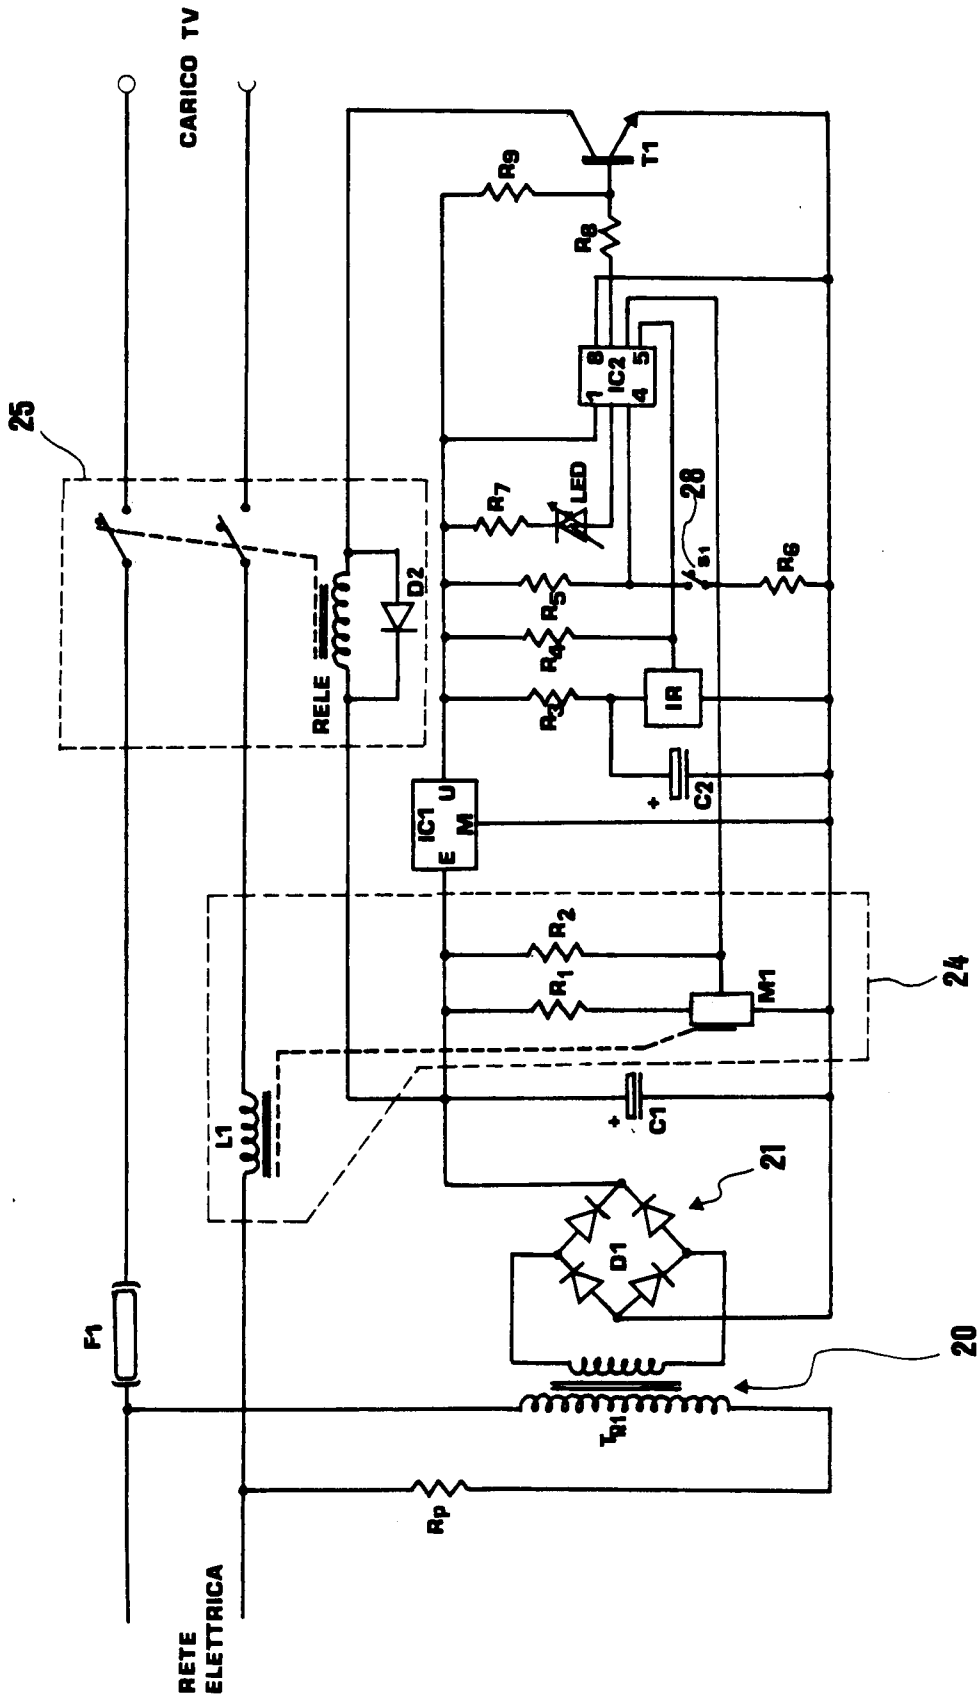 RETE
ELETTRICA
CARICO TV
F1
L1
25
RELE
D2
Rp
TR1
20
D1
21
C1
+
R1
R2
M1
24
IC1
E
U
M
C2
+
R3
R4
R5
IR
R7
LED
S1
28
R6
1
8
IC2
4
5
R8
R9
T1